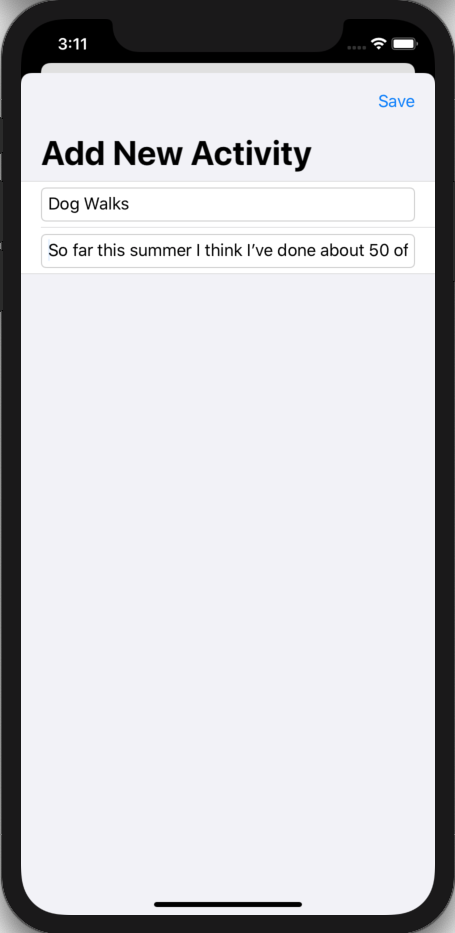 3:11
Save
Add New Activity
Dog Walks
So far this summer I think I’ve done about 50 of